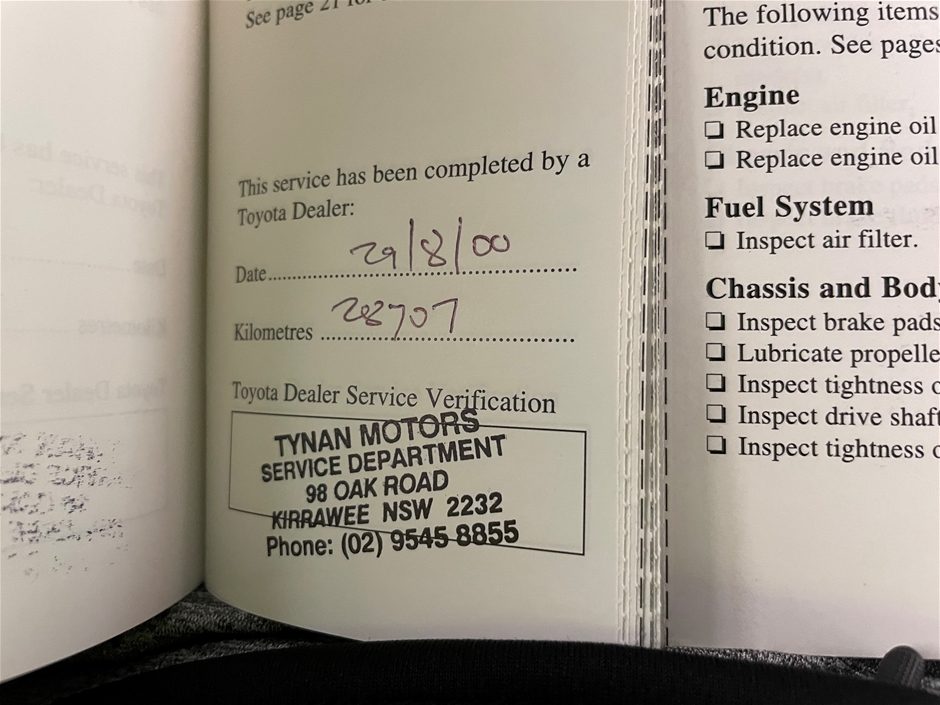 See page 21 for
This service has been completed by a
Toyota Dealer:
Date 29/8/00
Kilometres 28707
Toyota Dealer Service Verification
TYNAN MOTORS
SERVICE DEPARTMENT
98 OAK ROAD
KIRRAWEE NSW 2232
Phone: (02) 9545 8855
The following items
condition. See pages
Engine
❏ Replace engine oil
❏ Replace engine oil
Fuel System
❏ Inspect air filter.
Chassis and Body
❏ Inspect brake pads
❏ Lubricate propelle
❏ Inspect tightness o
❏ Inspect drive shaft
❏ Inspect tightness o